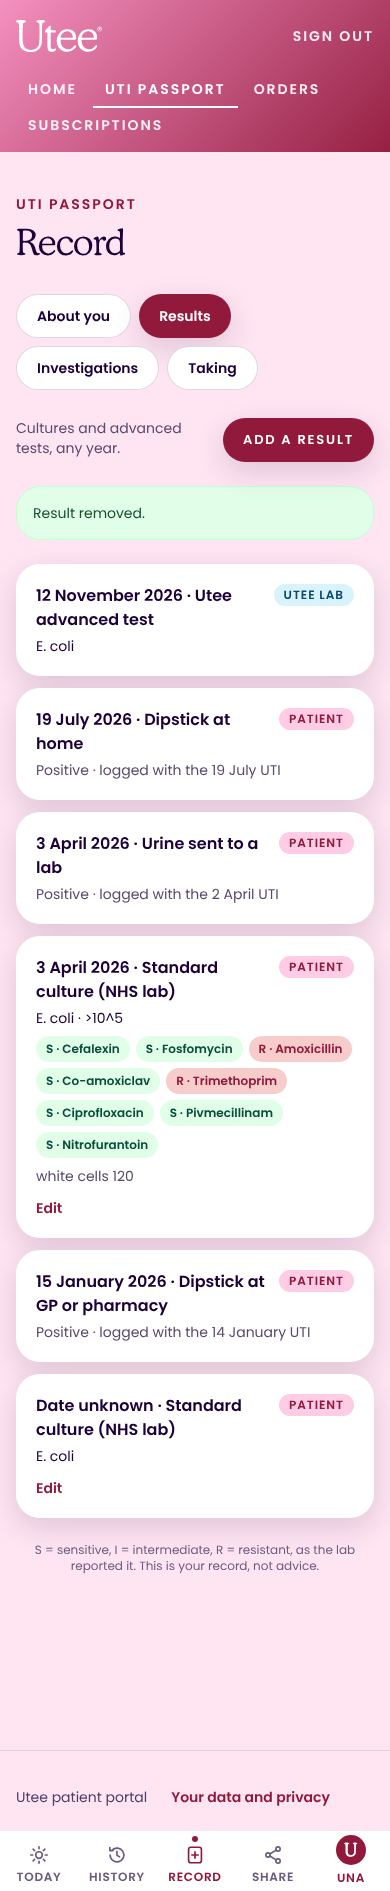 Utee®
SIGN OUT
HOME
UTI PASSPORT
ORDERS
SUBSCRIPTIONS
UTI PASSPORT
Record
About you
Results
Investigations
Taking
Cultures and advanced
tests, any year.
ADD A RESULT
Result removed.
12 November 2026 · Utee
advanced test
UTEE LAB
E. coli
19 July 2026 · Dipstick at
home
PATIENT
Positive · logged with the 19 July UTI
3 April 2026 · Urine sent to a
lab
PATIENT
Positive · logged with the 2 April UTI
3 April 2026 · Standard
culture (NHS lab)
PATIENT
E. coli · >10^5
S · Cefalexin
S · Fosfomycin
R · Amoxicillin
S · Co-amoxiclav
R · Trimethoprim
S · Ciprofloxacin
S · Pivmecillinam
S · Nitrofurantoin
white cells 120
Edit
15 January 2026 · Dipstick at
GP or pharmacy
PATIENT
Positive · logged with the 14 January UTI
Date unknown · Standard
culture (NHS lab)
PATIENT
E. coli
Edit
S = sensitive, I = intermediate, R = resistant, as the lab
reported it. This is your record, not advice.
Utee patient portal
Your data and privacy
U
TODAY
HISTORY
RECORD
SHARE
UNA